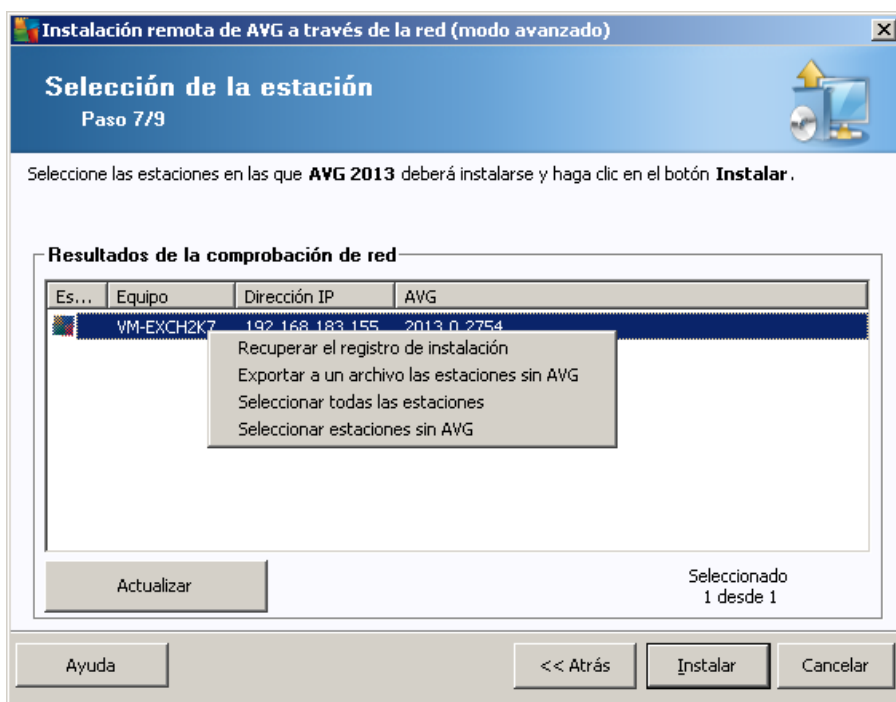 Instalación remota de AVG a través de la red (modo avanzado)
Selección de la estación
Paso 7/9
Seleccione las estaciones en las que AVG 2013 deberá instalarse y haga clic en el botón Instalar.
Resultados de la comprobación de red
Es... Equipo Dirección IP AVG
VM-EXCH2K7 192.168.183.155 2013.0.2754
Recuperar el registro de instalación
Exportar a un archivo las estaciones sin AVG
Seleccionar todas las estaciones
Seleccionar estaciones sin AVG
Actualizar
Seleccionado
1 desde 1
Ayuda << Atrás Instalar Cancelar